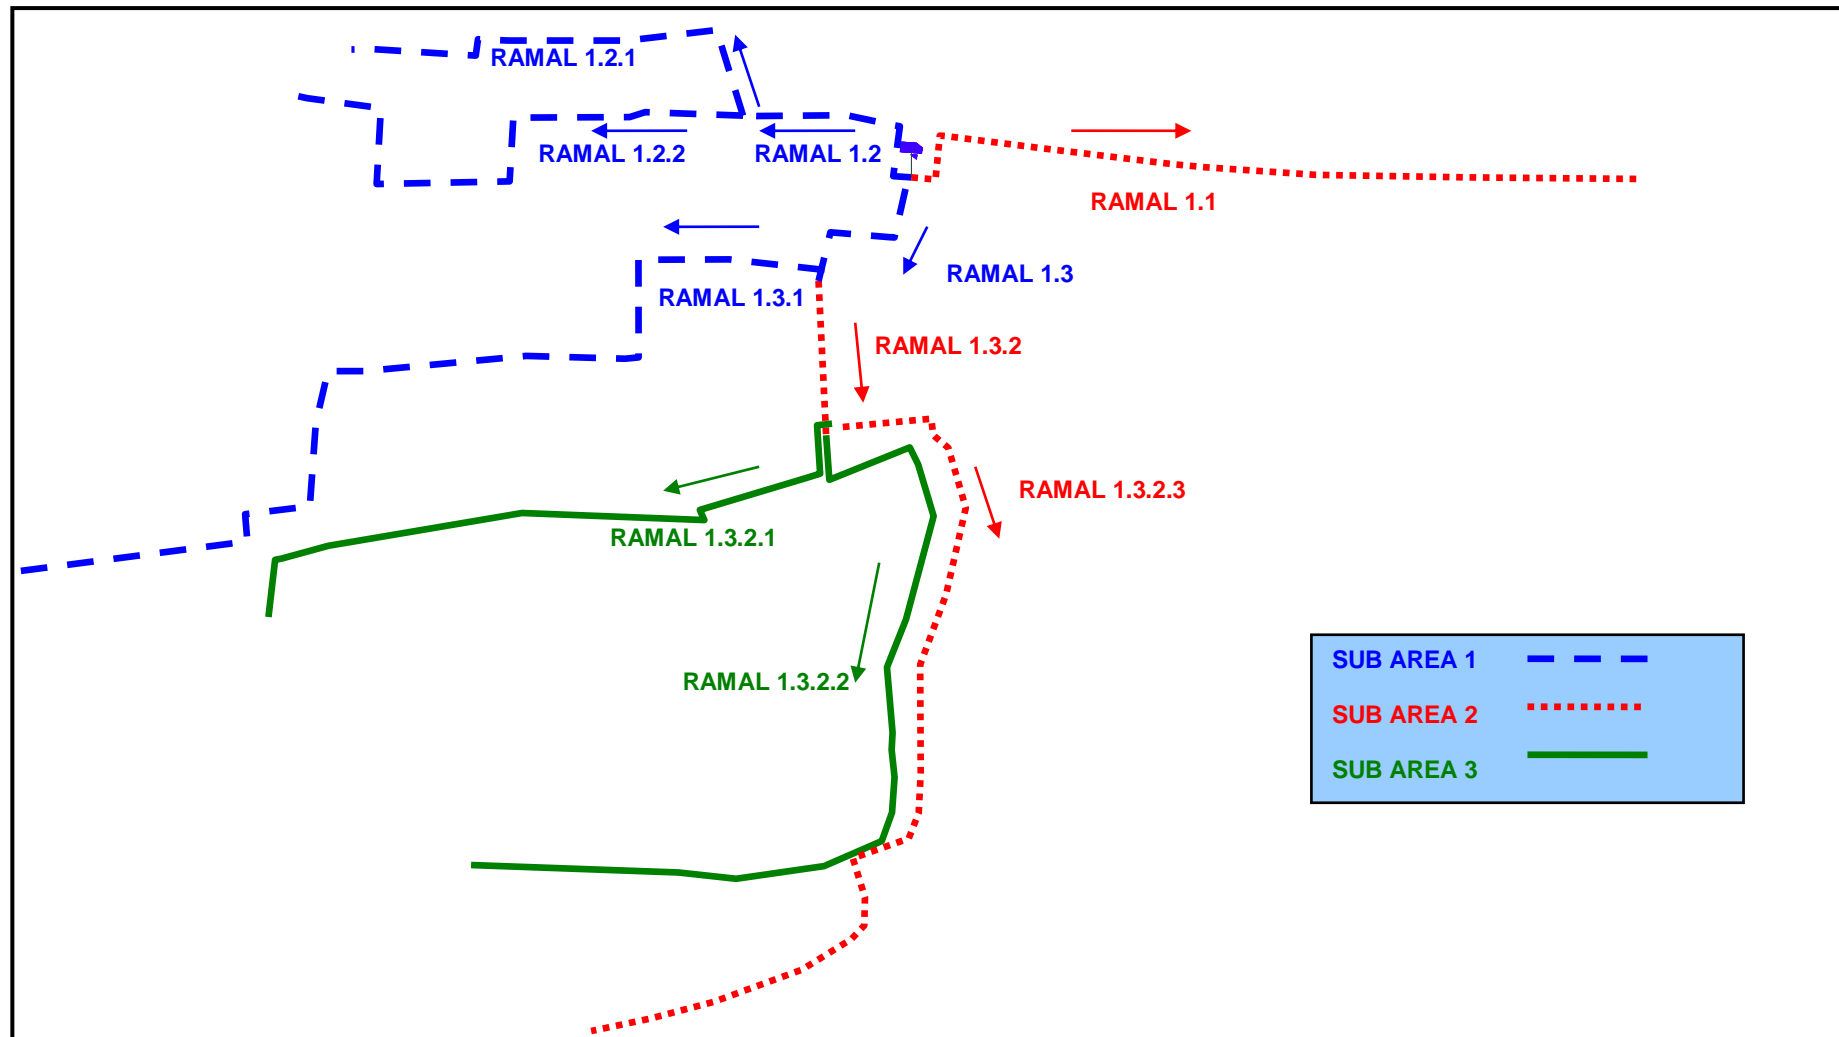 RAMAL 1.2.1
RAMAL 1.2.2
RAMAL 1.2
RAMAL 1.1
RAMAL 1.3
RAMAL 1.3.1
RAMAL 1.3.2
RAMAL 1.3.2.3
RAMAL 1.3.2.1
RAMAL 1.3.2.2
SUB AREA 1
SUB AREA 2
SUB AREA 3